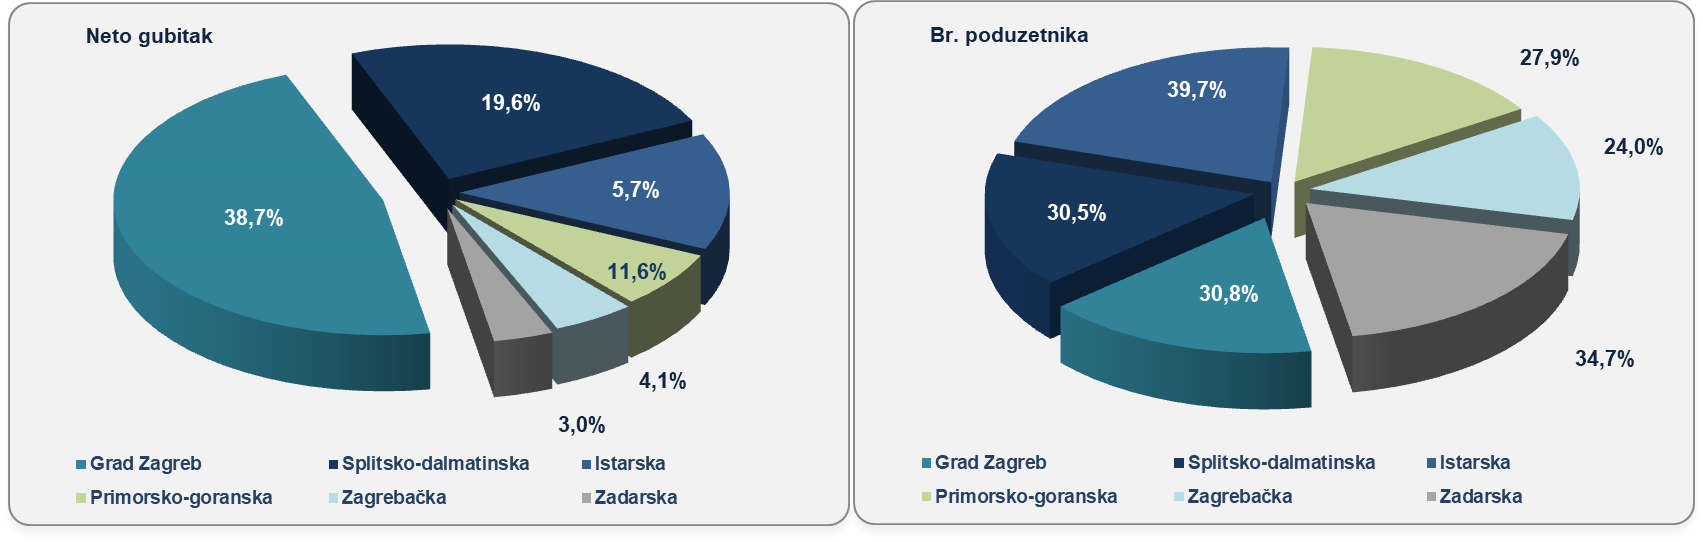 Neto gubitak
19,6%
5,7%
38,7%
11,6%
4,1%
3,0%
Grad Zagreb Splitsko-dalmatinska Istarska
Primorsko-goranska Zagrebačka Zadarska
Br. poduzetnika
27,9%
39,7%
24,0%
30,5%
30,8%
34,7%
Grad Zagreb Splitsko-dalmatinska Istarska
Primorsko-goranska Zagrebačka Zadarska